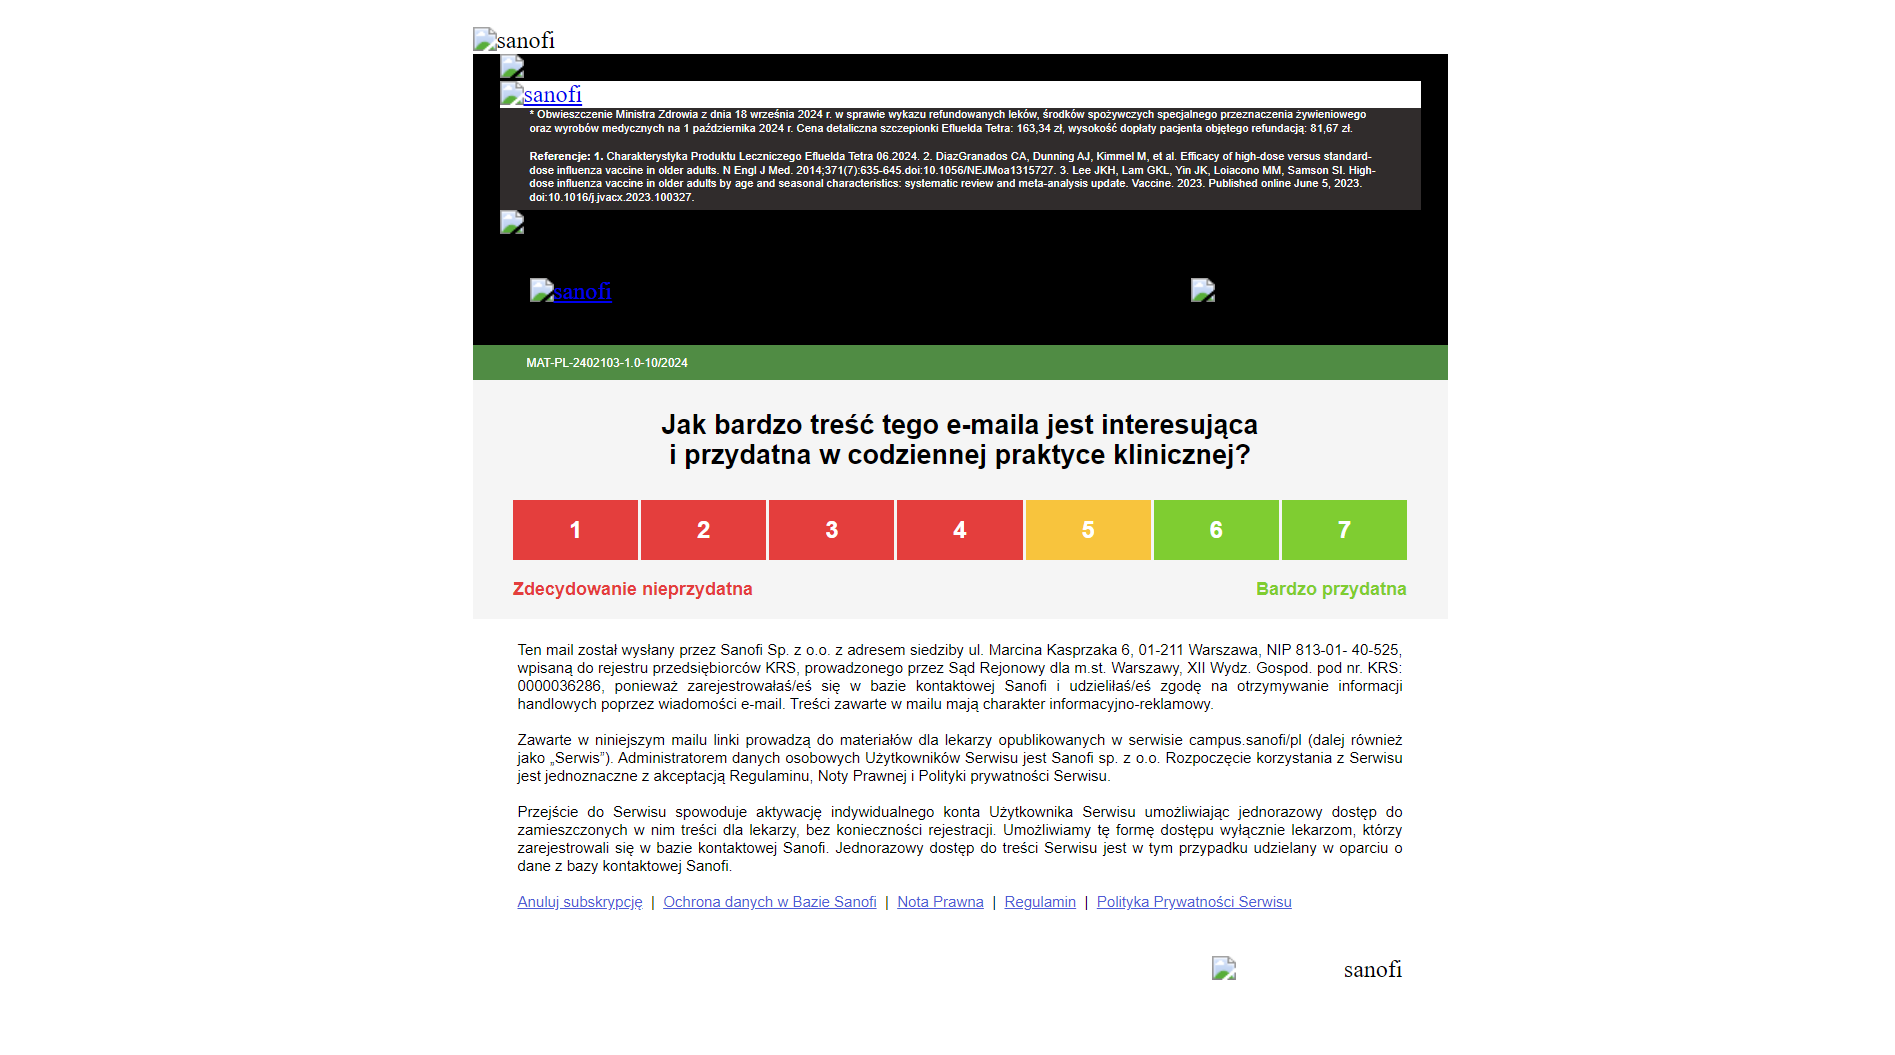 sanofi
sanofi
* Obwieszczenie Ministra Zdrowia z dnia 18 września 2024 r. w sprawie wykazu refundowanych leków, środków spożywczych specjalnego przeznaczenia żywieniowego
oraz wyrobów medycznych na 1 października 2024 r. Cena detaliczna szczepionki Efluelda Tetra: 163,34 zł, wysokość dopłaty pacjenta objętego refundacją: 81,67 zł.
Referencje: 1. Charakterystyka Produktu Leczniczego Efluelda Tetra 06.2024. 2. DiazGranados CA, Dunning AJ, Kimmel M, et al. Efficacy of high-dose versus standard-
dose influenza vaccine in older adults. N Engl J Med. 2014;371(7):635-645.doi:10.1056/NEJMoa1315727. 3. Lee JKH, Lam GKL, Yin JK, Loiacono MM, Samson SI. High-
dose influenza vaccine in older adults by age and seasonal characteristics: systematic review and meta-analysis update. Vaccine. 2023. Published online June 5, 2023.
doi:10.1016/j.jvacx.2023.100327.
sanofi
MAT-PL-2402103-1.0-10/2024
Jak bardzo treść tego e-maila jest interesująca
i przydatna w codziennej praktyce klinicznej?
1 2 3 4 5 6 7
Zdecydowanie nieprzydatna Bardzo przydatna
Ten mail został wysłany przez Sanofi Sp. z o.o. z adresem siedziby ul. Marcina Kasprzaka 6, 01-211 Warszawa, NIP 813-01- 40-525,
wpisaną do rejestru przedsiębiorców KRS, prowadzonego przez Sąd Rejonowy dla m.st. Warszawy, XII Wydz. Gospod. pod nr. KRS:
0000036286, ponieważ zarejestrowałaś/eś się w bazie kontaktowej Sanofi i udzieliłaś/eś zgodę na otrzymywanie informacji
handlowych poprzez wiadomości e-mail. Treści zawarte w mailu mają charakter informacyjno-reklamowy.
Zawarte w niniejszym mailu linki prowadzą do materiałów dla lekarzy opublikowanych w serwisie campus.sanofi/pl (dalej również
jako „Serwis”). Administratorem danych osobowych Użytkowników Serwisu jest Sanofi sp. z o.o. Rozpoczęcie korzystania z Serwisu
jest jednoznaczne z akceptacją Regulaminu, Noty Prawnej i Polityki prywatności Serwisu.
Przejście do Serwisu spowoduje aktywację indywidualnego konta Użytkownika Serwisu umożliwiając jednorazowy dostęp do
zamieszczonych w nim treści dla lekarzy, bez konieczności rejestracji. Umożliwiamy tę formę dostępu wyłącznie lekarzom, którzy
zarejestrowali się w bazie kontaktowej Sanofi. Jednorazowy dostęp do treści Serwisu jest w tym przypadku udzielany w oparciu o
dane z bazy kontaktowej Sanofi.
Anuluj subskrypcję | Ochrona danych w Bazie Sanofi | Nota Prawna | Regulamin | Polityka Prywatności Serwisu
sanofi